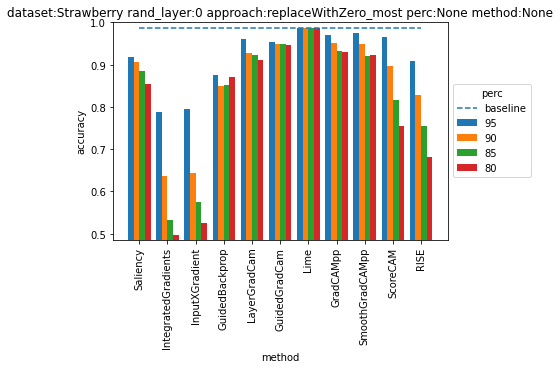 dataset:Strawberry rand_layer:0 approach:replaceWithZero_most perc:None method:None
1.0
0.9
0.8
0.7
0.6
0.5
accuracy
Saliency
IntegratedGradients
InputXGradient
GuidedBackprop
LayerGradCam
GuidedGradCam
Lime
GradCAMpp
SmoothGradCAMpp
ScoreCAM
RISE
method
perc
baseline
95
90
85
80